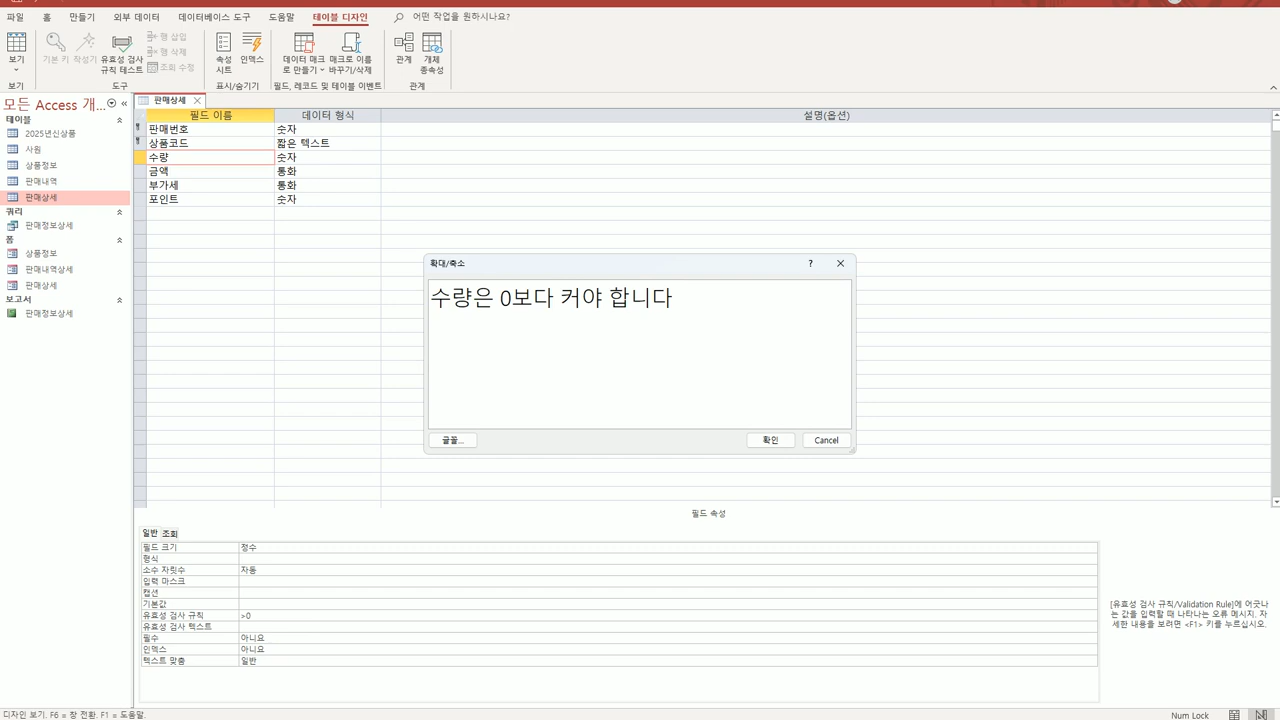 파일 홈 만들기 외부 데이터 데이터베이스 도구 도움말 테이블 디자인 어떤 작업을 원하시나요?
보기 기본 키 작성기 유효성 검사 규칙 테스트 행 삽입 행 삭제 조회 수정 속성 시트 인덱스 데이터 매크로 만들기 매크로 이름 바꾸기/삭제 관계 개체 종속성
보기 도구 표시/숨기기 필드, 레코드 및 테이블 이벤트 관계
모든 Access 개...
테이블
2025년신상품
사원
상품정보
판매내역
판매상세
쿼리
판매정보상세
폼
상품정보
판매내역상세
판매상세
보고서
판매정보상세
판매상세
필드 이름 데이터 형식 설명(옵션)
판매번호 숫자
상품코드 짧은 텍스트
수량 숫자
금액 통화
부가세 통화
포인트 숫자
확대/축소 ?
수량은 0보다 커야 합니다
글꼴... 확인 Cancel
필드 속성
일반 조회
필드 크기 정수
형식
소수 자릿수 자동
입력 마스크
캡션
기본값
유효성 검사 규칙 >0
유효성 검사 텍스트
필수 아니요
인덱스 아니요
텍스트 맞춤 일반
[유효성 검사 규칙/Validation Rule]에 어긋나
는 값을 입력할 때 나타나는 오류 메시지. 자
세한 내용을 보려면 <F1> 키를 누르십시오.
디자인 보기. F6 = 창 전환. F1 = 도움말. Num Lock